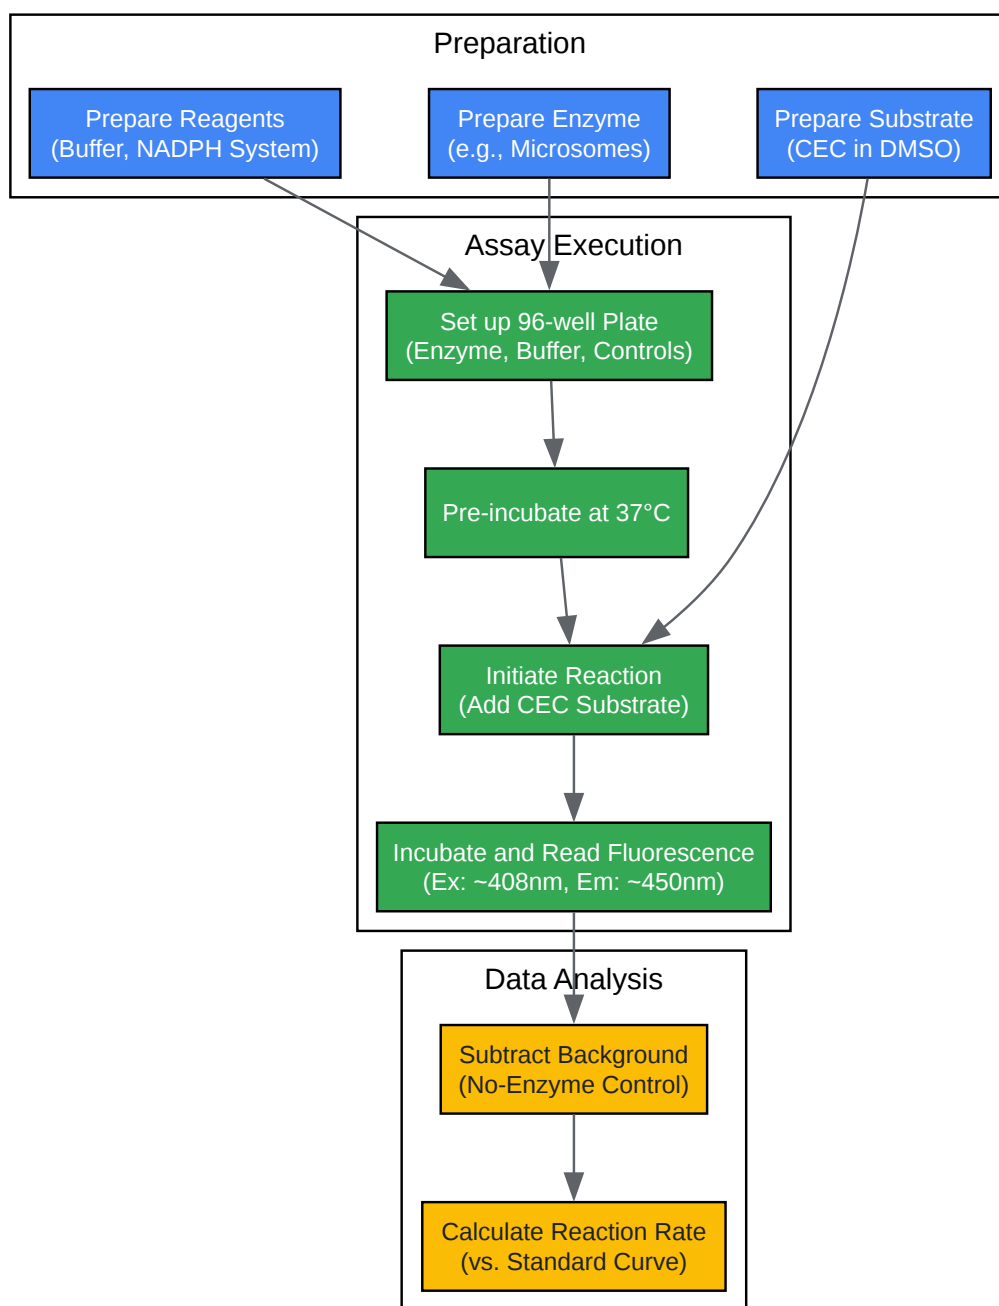 Preparation
Prepare Reagents
(Buffer, NADPH System)
Prepare Enzyme
(e.g., Microsomes)
Prepare Substrate
(CEC in DMSO)
Assay Execution
Set up 96-well Plate
(Enzyme, Buffer, Controls)
Pre-incubate at 37°C
Initiate Reaction
(Add CEC Substrate)
Incubate and Read Fluorescence
(Ex: ~408nm, Em: ~450nm)
Data Analysis
Subtract Background
(No-Enzyme Control)
Calculate Reaction Rate
(vs. Standard Curve)